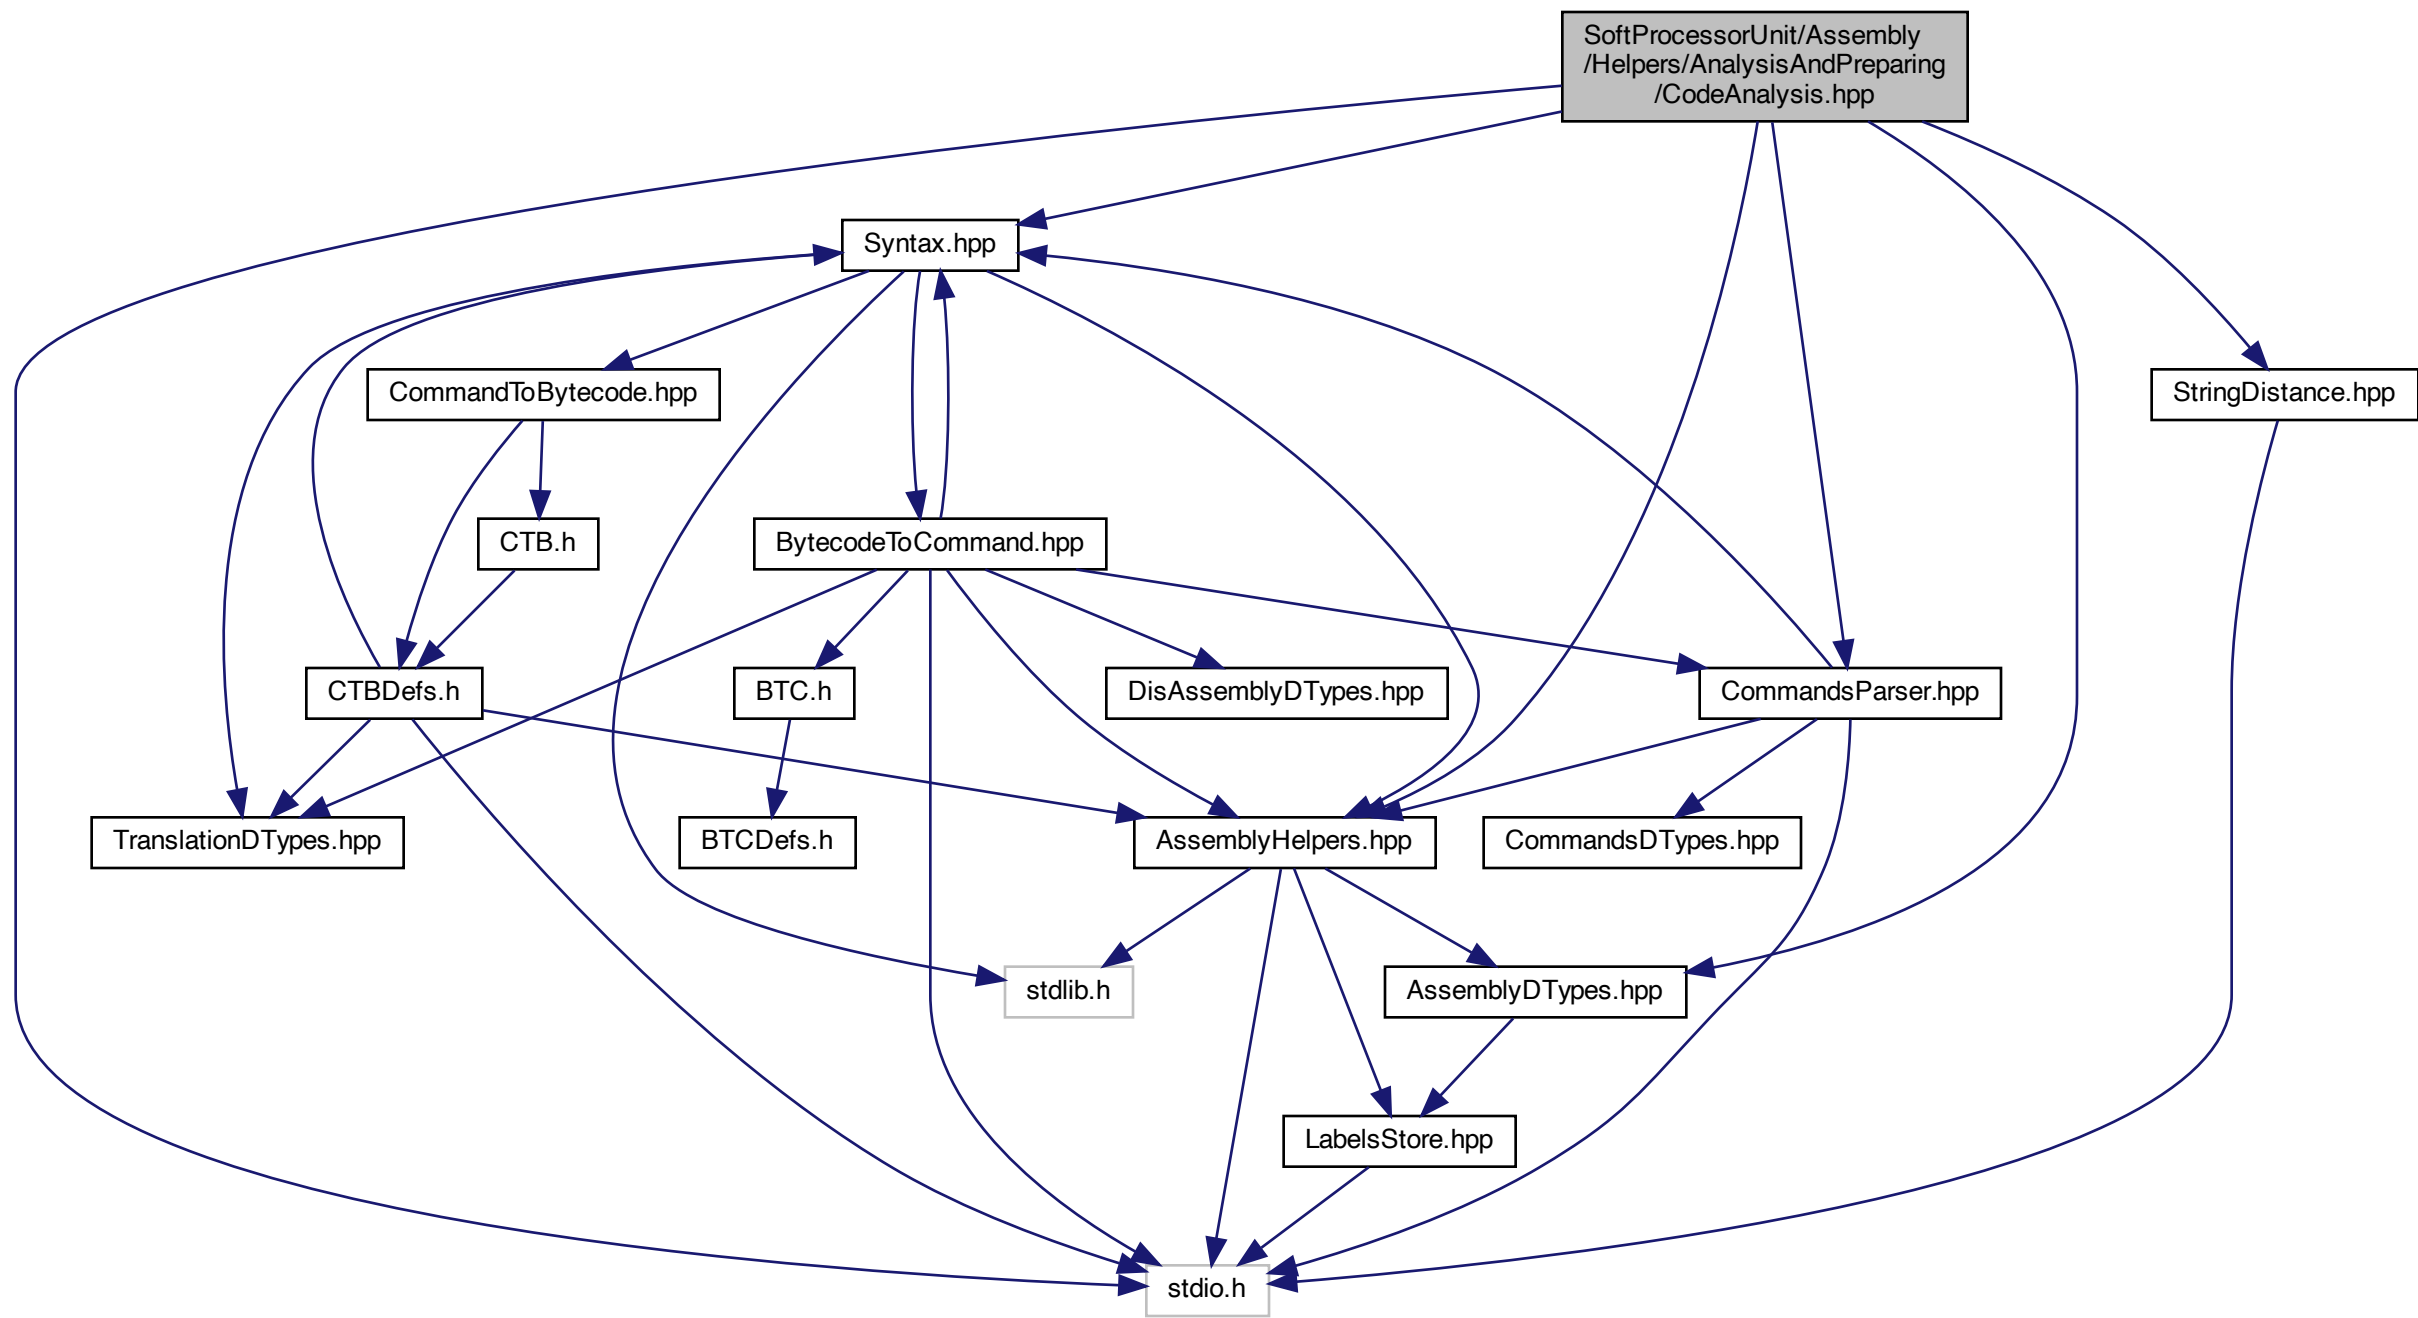 SoftProcessorUnit/Assembly
/Helpers/AnalysisAndPreparing
/CodeAnalysis.hpp
Syntax.hpp
CommandToBytecode.hpp
StringDistance.hpp
CTB.h
BytecodeToCommand.hpp
CTBDefs.h
BTC.h
DisAssemblyDTypes.hpp
CommandsParser.hpp
TranslationDTypes.hpp
BTCDefs.h
AssemblyHelpers.hpp
CommandsDTypes.hpp
stdlib.h
AssemblyDTypes.hpp
LabelsStore.hpp
stdio.h